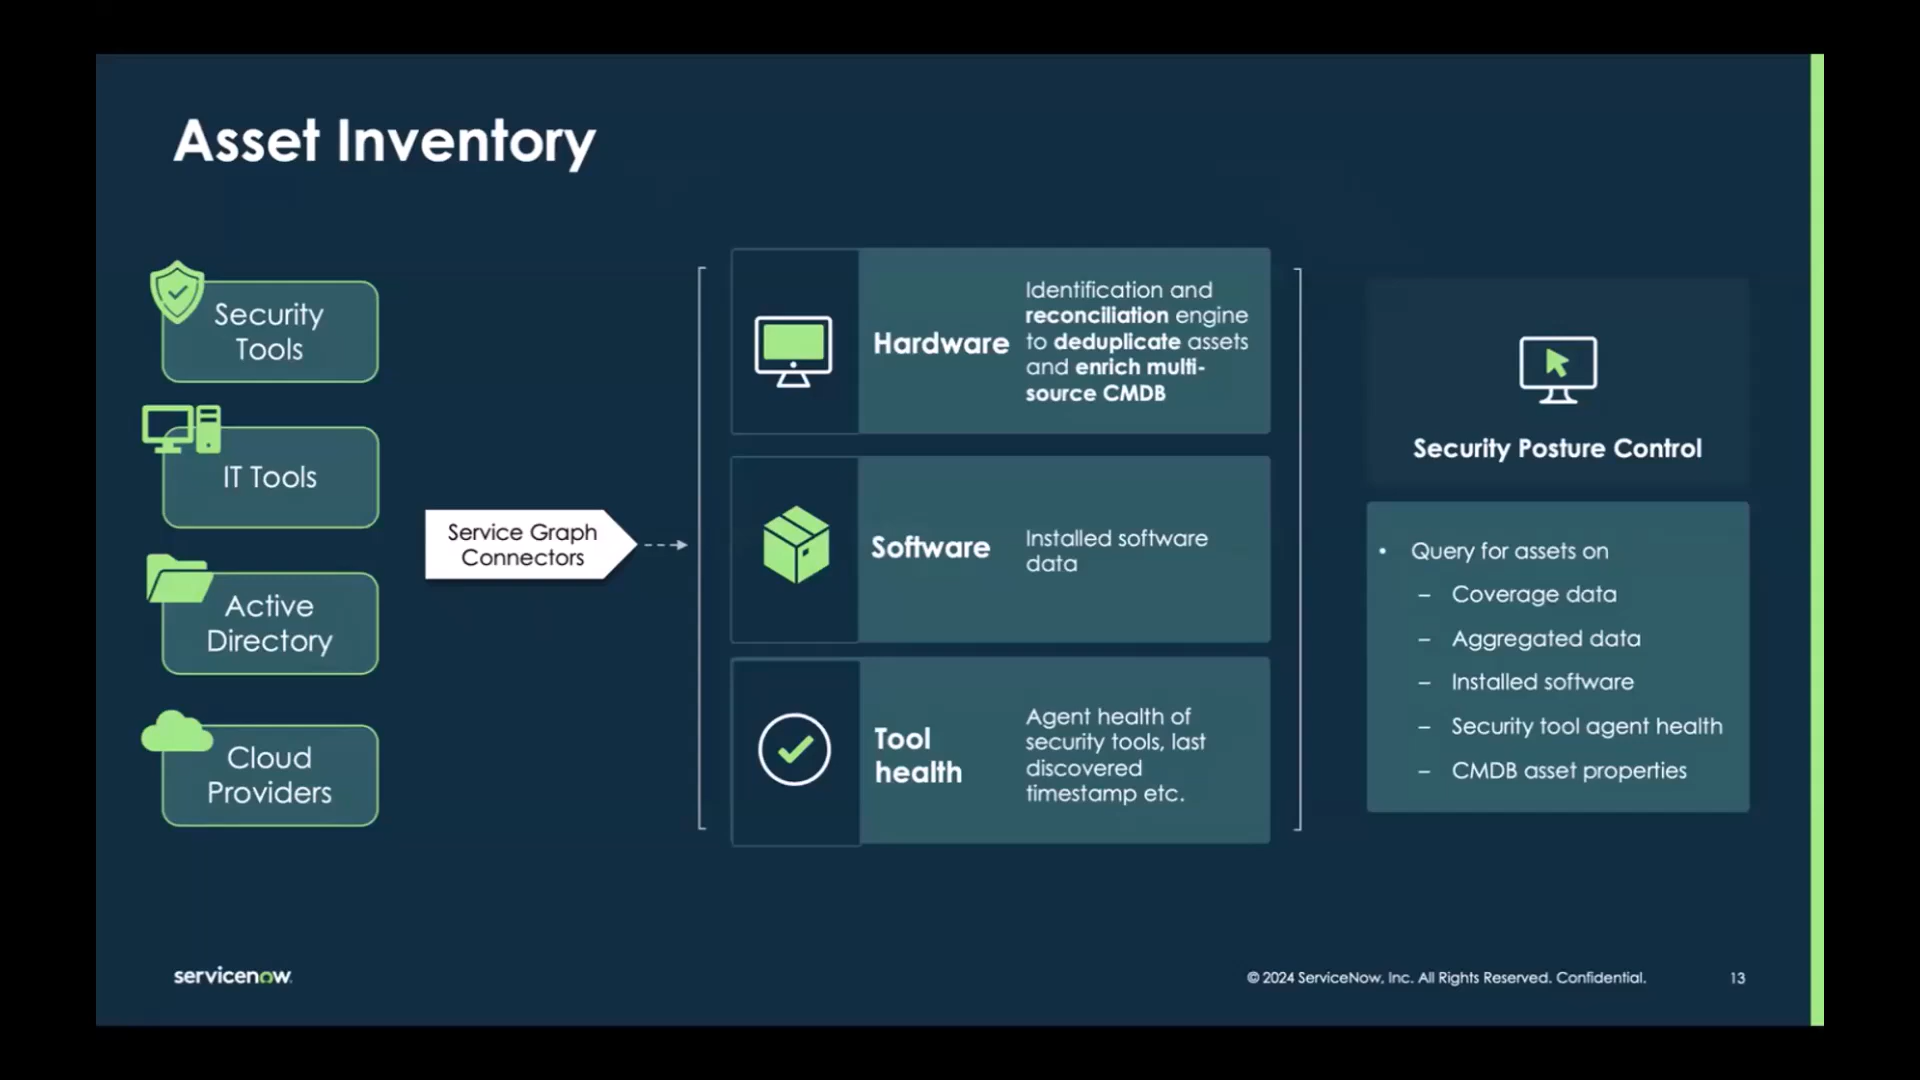 Asset Inventory
Security
Tools
IT Tools
Active
Directory
Cloud
Providers
Service Graph
Connectors
Hardware
Identification and
reconciliation engine
to deduplicate assets
and enrich multi-
source CMDB
Software
Installed software
data
Tool
health
Agent health of
security tools, last
discovered
timestamp etc.
Security Posture Control
• Query for assets on
– Coverage data
– Aggregated data
– Installed software
– Security tool agent health
– CMDB asset properties
servicenow
© 2024 ServiceNow, Inc. All Rights Reserved. Confidential.
13